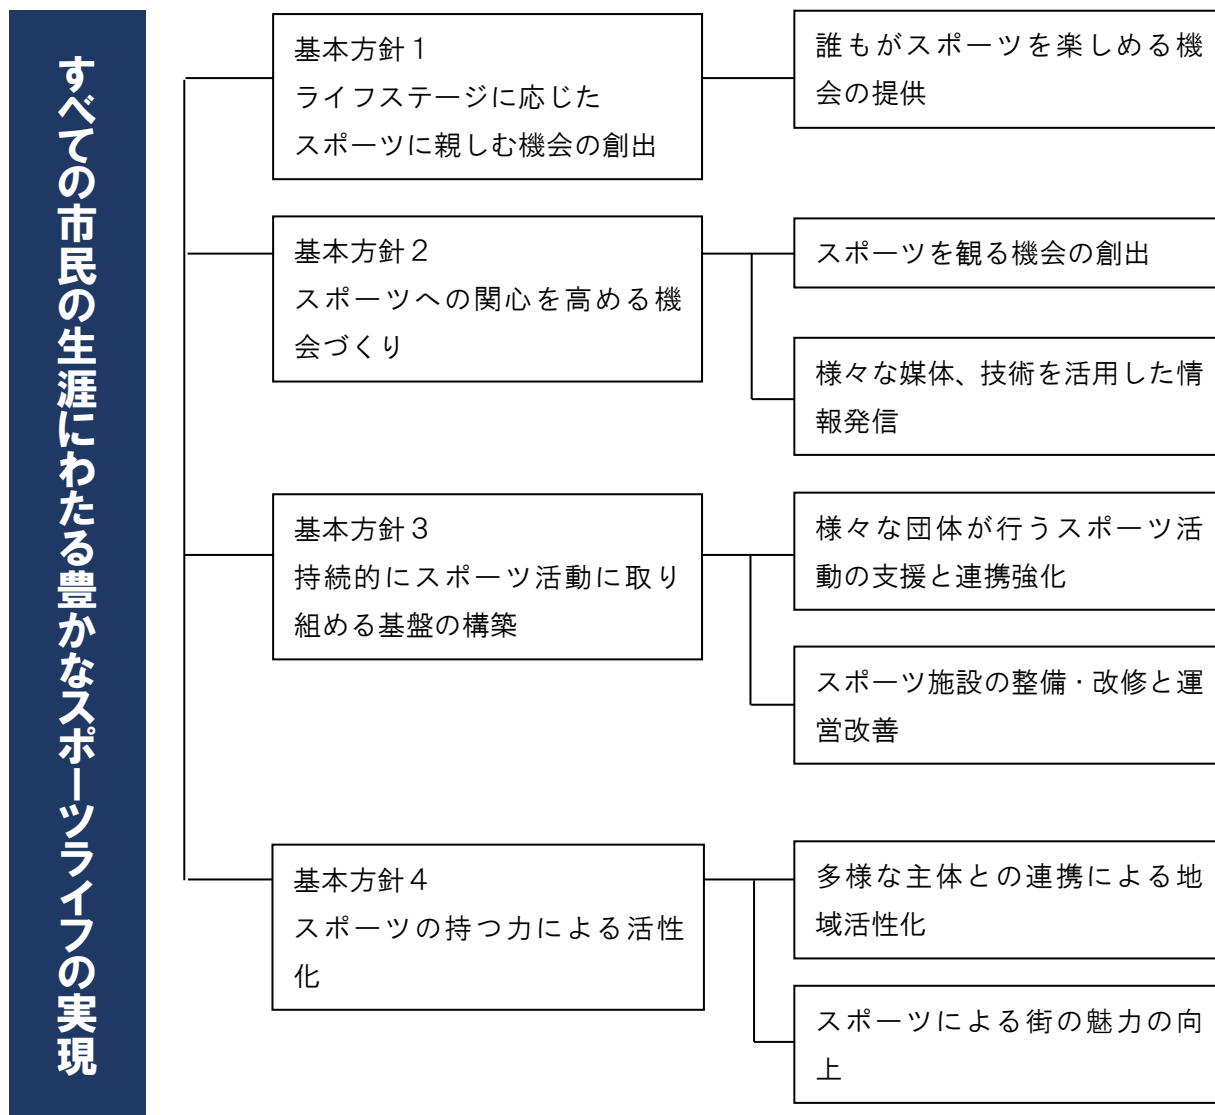 すべての市民の生涯にわたる豊かなスポーツライフの実現
基本方針１
ライフステージに応じた
スポーツに親しむ機会の創出
誰もがスポーツを楽しめる機
会の提供
基本方針２
スポーツへの関心を高める機
会づくり
スポーツを観る機会の創出
様々な媒体、技術を活用した情
報発信
基本方針３
持続的にスポーツ活動に取り
組める基盤の構築
様々な団体が行うスポーツ活
動の支援と連携強化
スポーツ施設の整備・改修と運
営改善
基本方針４
スポーツの持つ力による活性
化
多様な主体との連携による地
域活性化
スポーツによる街の魅力の向
上